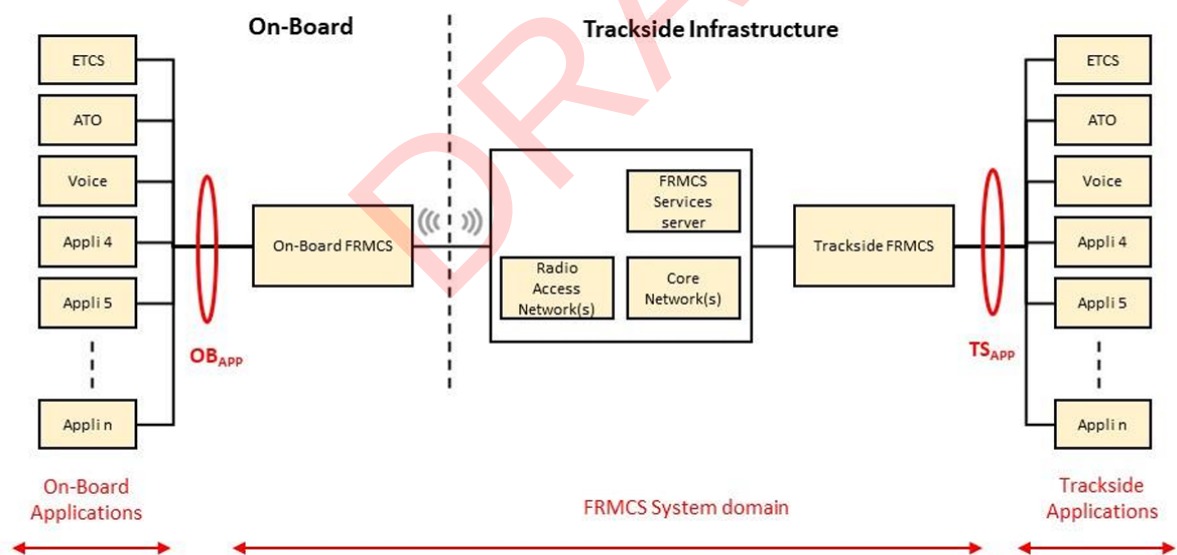 On-Board
Trackside Infrastructure
ETCS
ATO
Voice
Appli 4
Appli 5
Appli n
OBAPP
On-Board FRMCS
FRMCS
Services
server
Radio
Access
Network(s)
Core
Network(s)
Trackside FRMCS
TSAPP
ETCS
ATO
Voice
Appli 4
Appli 5
Appli n
On-Board
Applications
FRMCS System domain
Trackside
Applications
DRA